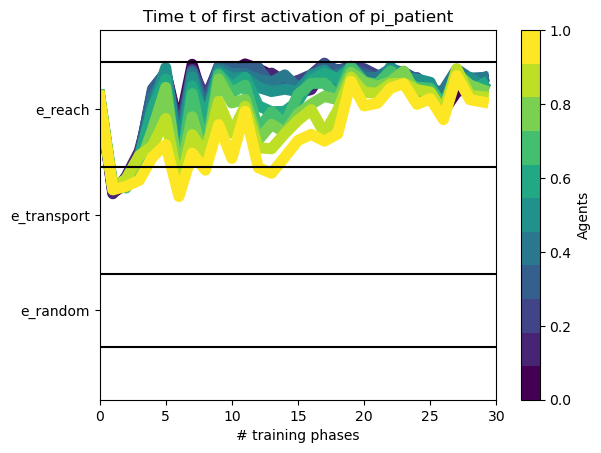 Time t of first activation of pi_patient
e_reach
e_transport
e_random
0
5
10
15
20
25
30
# training phases
1.0
0.8
0.6
0.4
0.2
0.0
Agents